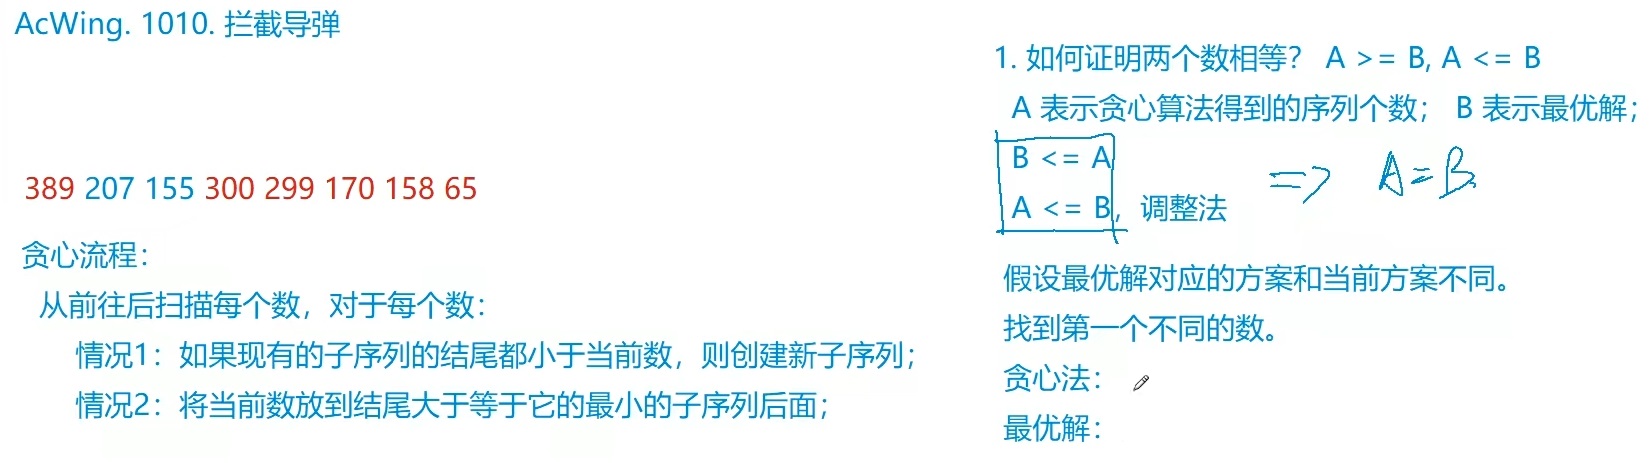 AcWing. 1010. 拦截导弹
389 207 155 300 299 170 158 65
贪心流程：
从前往后扫描每个数，对于每个数：
情况1：如果现有的子序列的结尾都小于当前数，则创建新子序列；
情况2：将当前数放到结尾大于等于它的最小的子序列后面；
1. 如何证明两个数相等？ A >= B, A <= B
A 表示贪心算法得到的序列个数； B 表示最优解；
B <= A
A <= B，调整法
=> A=B
假设最优解对应的方案和当前方案不同。
找到第一个不同的数。
贪心法：
最优解：